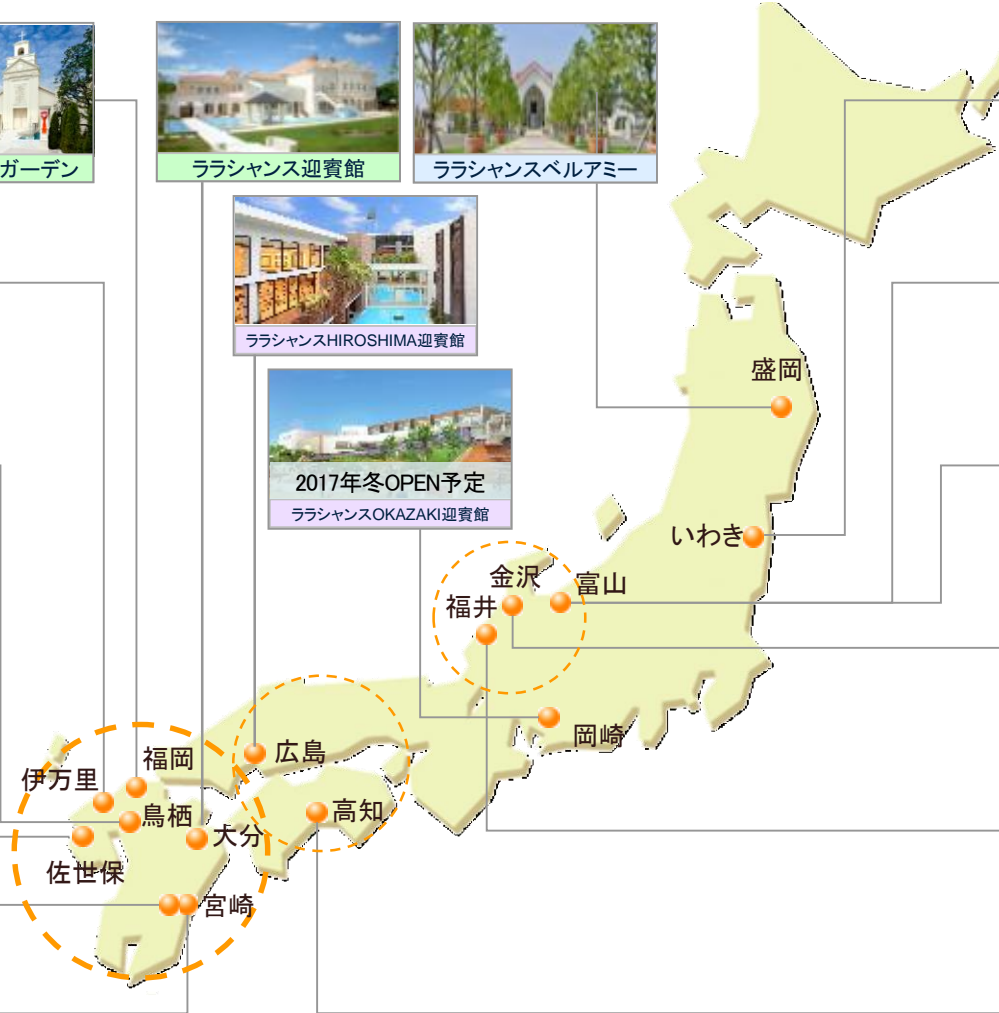 ガーデン
ララシャンス迎賓館
ララシャンスベルアミー
ララシャンスHIROSHIMA迎賓館
2017年冬OPEN予定
ララシャンスOKAZAKI迎賓館
盛岡
いわき
金沢
富山
福井
岡崎
広島
福岡
伊万里
鳥栖
高知
大分
佐世保
宮崎